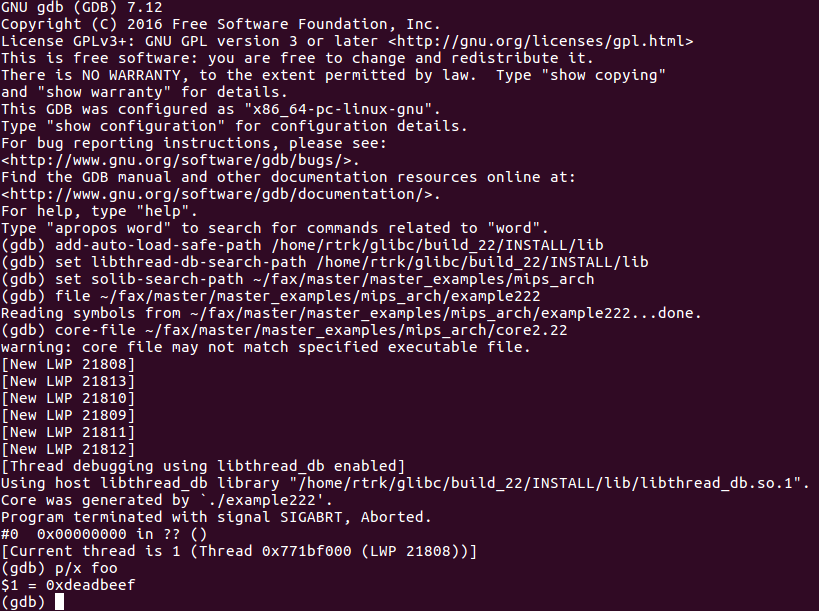 GNU gdb (GDB) 7.12
Copyright (C) 2016 Free Software Foundation, Inc.
License GPLv3+: GNU GPL version 3 or later <http://gnu.org/licenses/gpl.html>
This is free software: you are free to change and redistribute it.
There is NO WARRANTY, to the extent permitted by law.  Type "show copying"
and "show warranty" for details.
This GDB was configured as "x86_64-pc-linux-gnu".
Type "show configuration" for configuration details.
For bug reporting instructions, please see:
<http://www.gnu.org/software/gdb/bugs/>.
Find the GDB manual and other documentation resources online at:
<http://www.gnu.org/software/gdb/documentation/>.
For help, type "help".
Type "apropos word" to search for commands related to "word".
(gdb) add-auto-load-safe-path /home/rtrk/glibc/build_22/INSTALL/lib
(gdb) set libthread-db-search-path /home/rtrk/glibc/build_22/INSTALL/lib
(gdb) set solib-search-path ~/fax/master/master_examples/mips_arch
(gdb) file ~/fax/master/master_examples/mips_arch/example222
Reading symbols from ~/fax/master/master_examples/mips_arch/example222...done.
(gdb) core-file ~/fax/master/master_examples/mips_arch/core2.22
warning: core file may not match specified executable file.
[New LWP 21808]
[New LWP 21813]
[New LWP 21810]
[New LWP 21809]
[New LWP 21811]
[New LWP 21812]
[Thread debugging using libthread_db enabled]
Using host libthread_db library "/home/rtrk/glibc/build_22/INSTALL/lib/libthread_db.so.1".
Core was generated by `./example222'.
Program terminated with signal SIGABRT, Aborted.
#0  0x00000000 in ?? ()
[Current thread is 1 (Thread 0x771bf000 (LWP 21808))]
(gdb) p/x foo
$1 = 0xdeadbeef
(gdb)